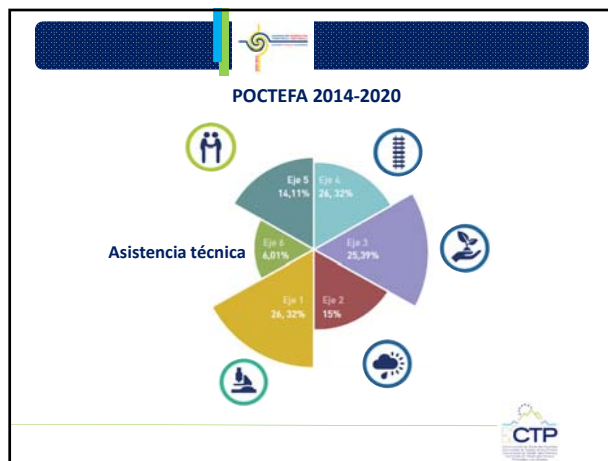 POCTEFA 2014-2020
Eje 5
14,11%
Eje 4
26, 32%
Asistencia técnica
Eje 6
6,01%
Eje 3
25,39%
Eje 1
26, 32%
Eje 2
15%
CTP